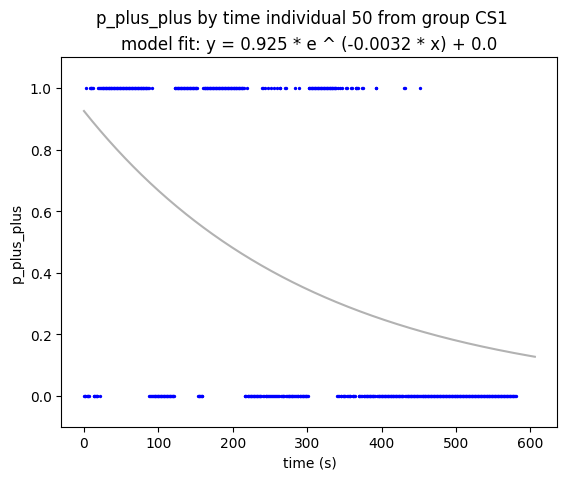 p_plus_plus by time individual 50 from group CS1
model fit: y = 0.925 * e ^ (-0.0032 * x) + 0.0
1.0
0.8
0.6
0.4
0.2
0.0
p_plus_plus
0 100 200 300 400 500 600
time (s)